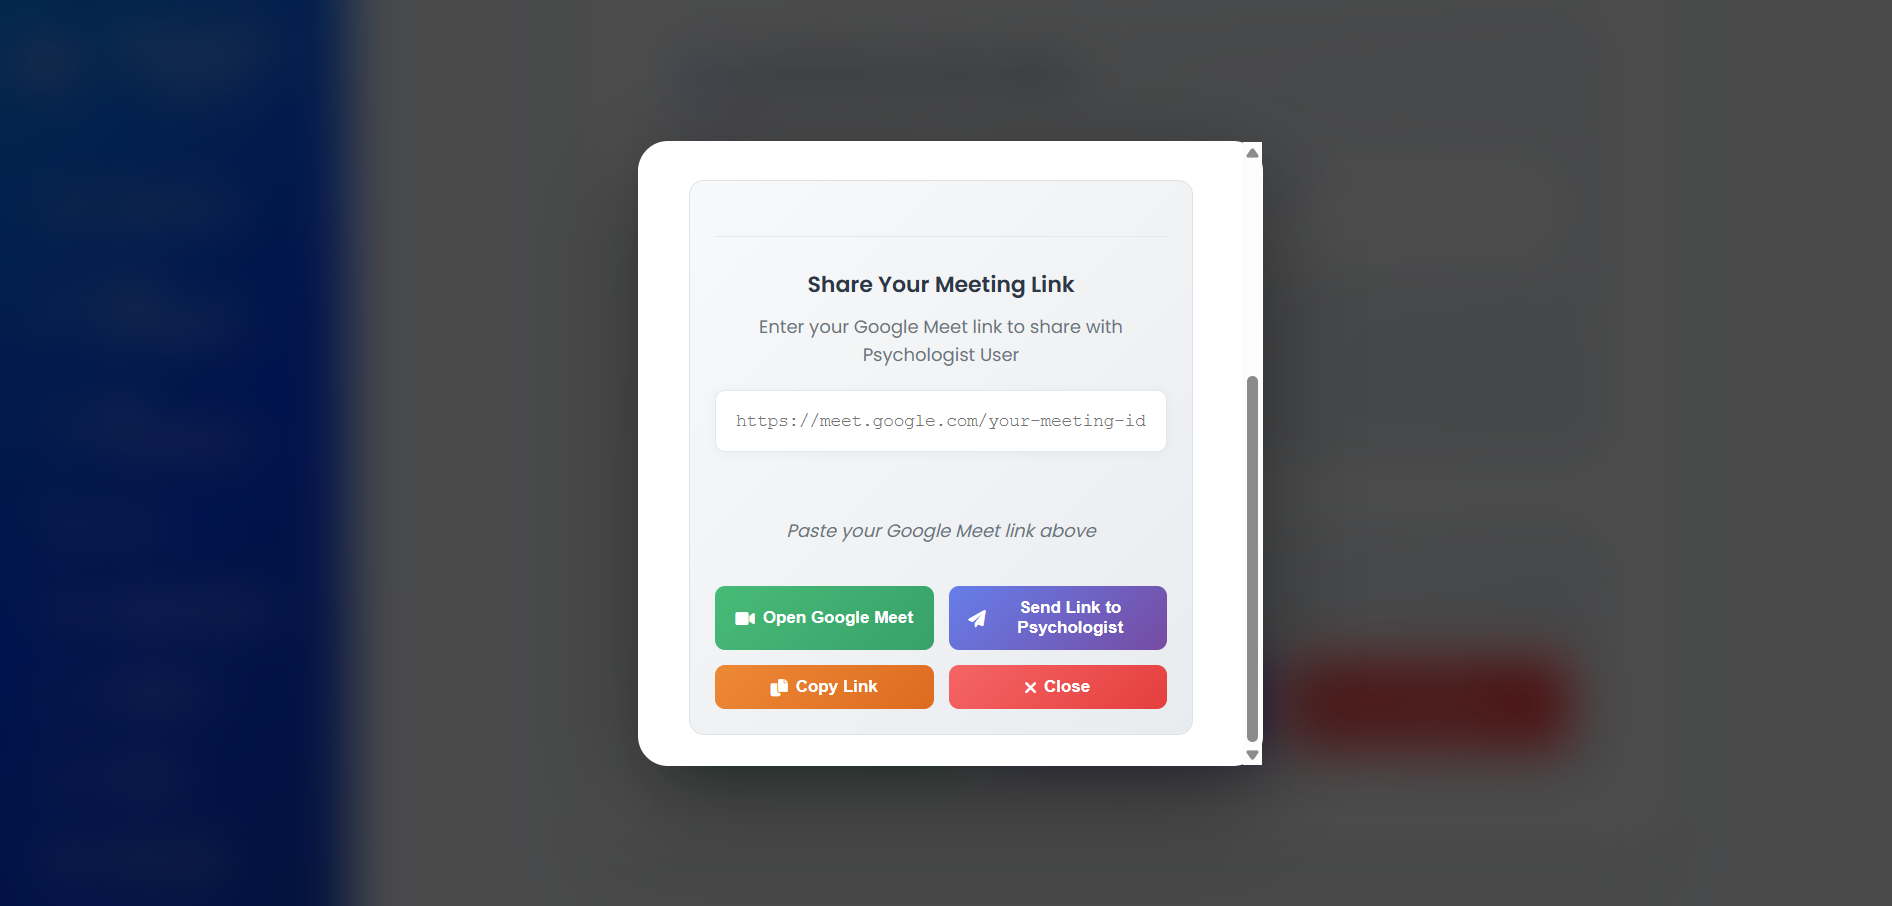 Share Your Meeting Link
Enter your Google Meet link to share with
Psychologist User
https://meet.google.com/your-meeting-id
Paste your Google Meet link above
Open Google Meet
Send Link to
Psychologist
Copy Link
Close